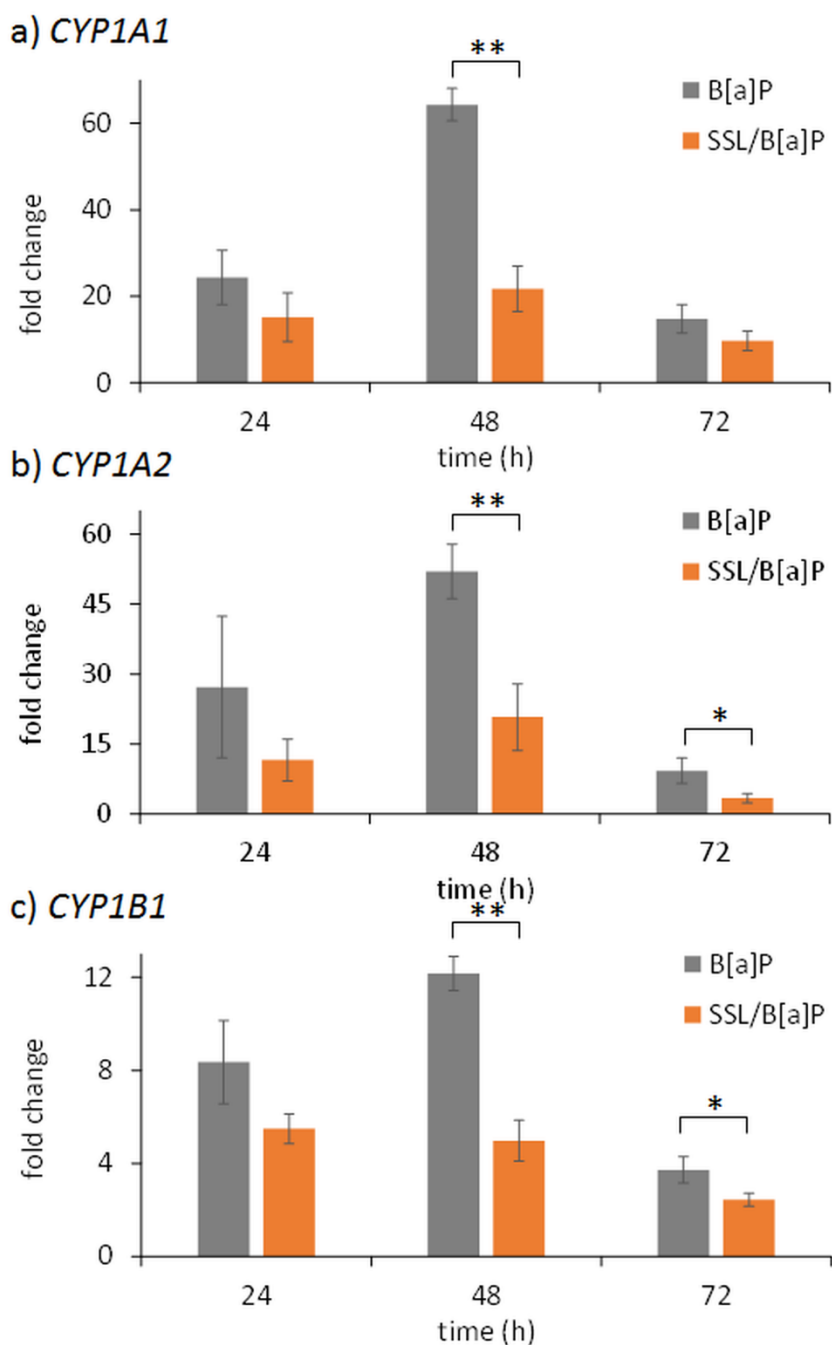 a) CYP1A1
**
B[a]P
SSL/B[a]P
fold change
60
40
20
0
24 48 72
time (h)
b) CYP1A2
**
B[a]P
SSL/B[a]P
fold change
60
45
30
15
0
*
24 48 72
time (h)
c) CYP1B1
**
B[a]P
SSL/B[a]P
fold change
12
8
4
0
*
24 48 72
time (h)